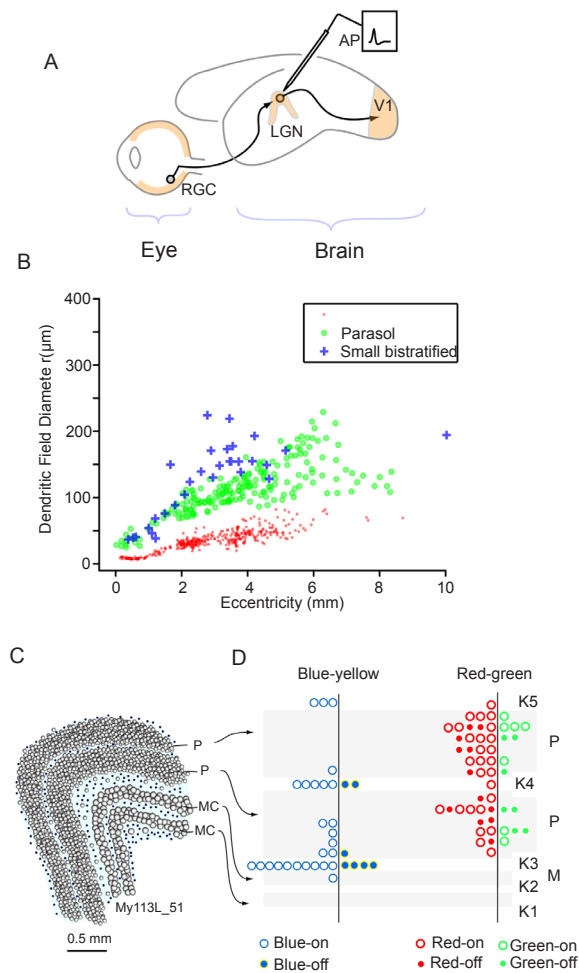 A
AP
V1
LGN
RGC
Eye
Brain
B
400
300
200
100
0
Dendritic Field Diamete r(μm)
Parasol
Small bistratified
0 2 4 6 8 10
Eccentricity (mm)
C
P
P
MC
MC
My113L_51
0.5 mm
D
Blue-yellow Red-green
K5
P
K4
P
K3
M
K2
K1
Blue-on Red-on Green-on
Blue-off Red-off Green-off